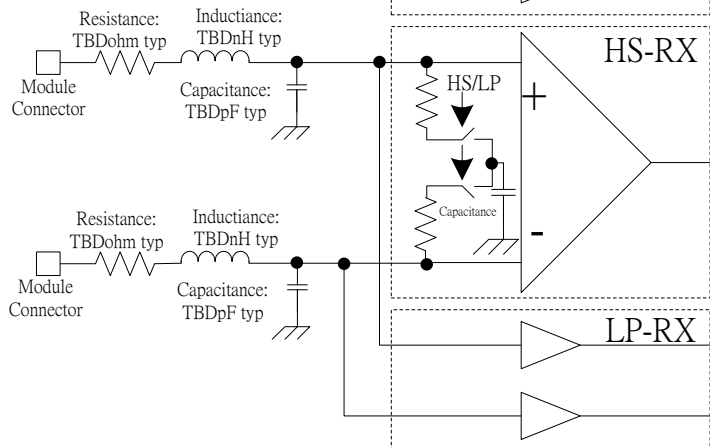 Resistance:
TBDohm typ
Inductiance:
TBDnH typ
Module
Connector
Capacitance:
TBDpF typ
HS/LP
HS-RX
+
Capacitance
-
Resistance:
TBDohm typ
Inductiance:
TBDnH typ
Module
Connector
Capacitance:
TBDpF typ
LP-RX